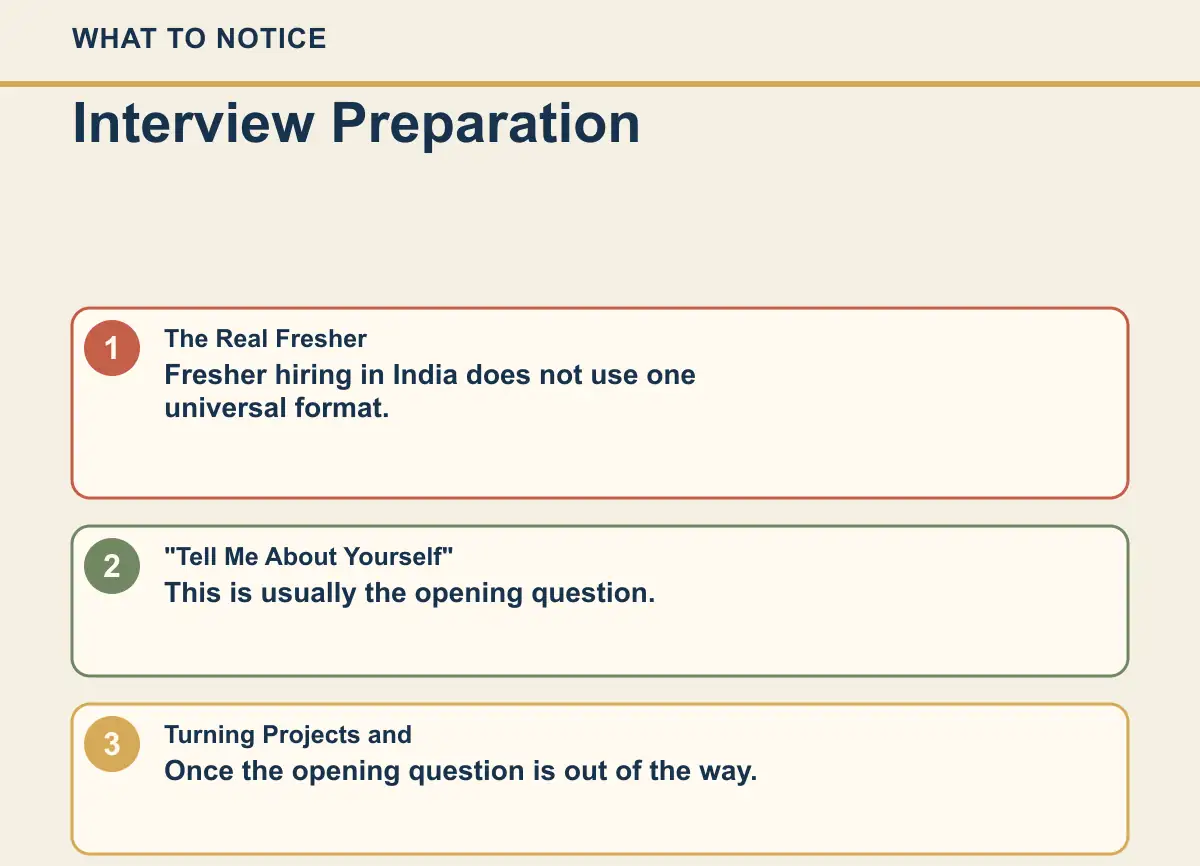 WHAT TO NOTICE
Interview Preparation
1
The Real Fresher
Fresher hiring in India does not use one
universal format.
2
"Tell Me About Yourself"
This is usually the opening question.
3
Turning Projects and
Once the opening question is out of the way.